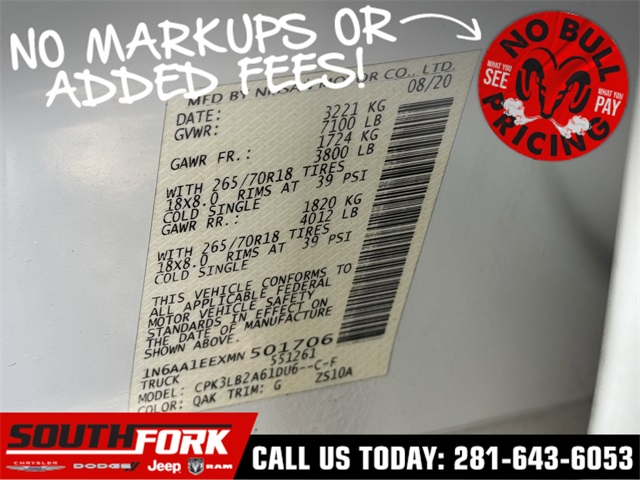 NO MARKUPS OR
ADDED FEES!
NO BULL
WHAT YOU SEE
WHAT YOU PAY
PRICING
MFD BY NISSAN MOTOR CO., LTD.
DATE: 08/20
GVWR: 3221 KG
7100 LB
GAWR FR.: 1724 KG
3800 LB
WITH 265/70R18 TIRES
18X8.0 RIMS AT 39 PSI
COLD SINGLE
GAWR RR.: 1820 KG
4012 LB
WITH 265/70R18 TIRES
18X8.0 RIMS AT 39 PSI
COLD SINGLE
THIS VEHICLE CONFORMS TO
ALL APPLICABLE FEDERAL
MOTOR VEHICLE SAFETY
STANDARDS IN EFFECT ON
THE DATE OF MANUFACTURE
SHOWN ABOVE.
1N6AA1EEXMN 501706
TRUCK 551261
MODEL: CPK3LB2A61DU6--C-F
COLOR: QAK TRIM: G ZS10A
SOUTHFORK
CHRYSLER DODGE Jeep RAM
CALL US TODAY: 281-643-6053